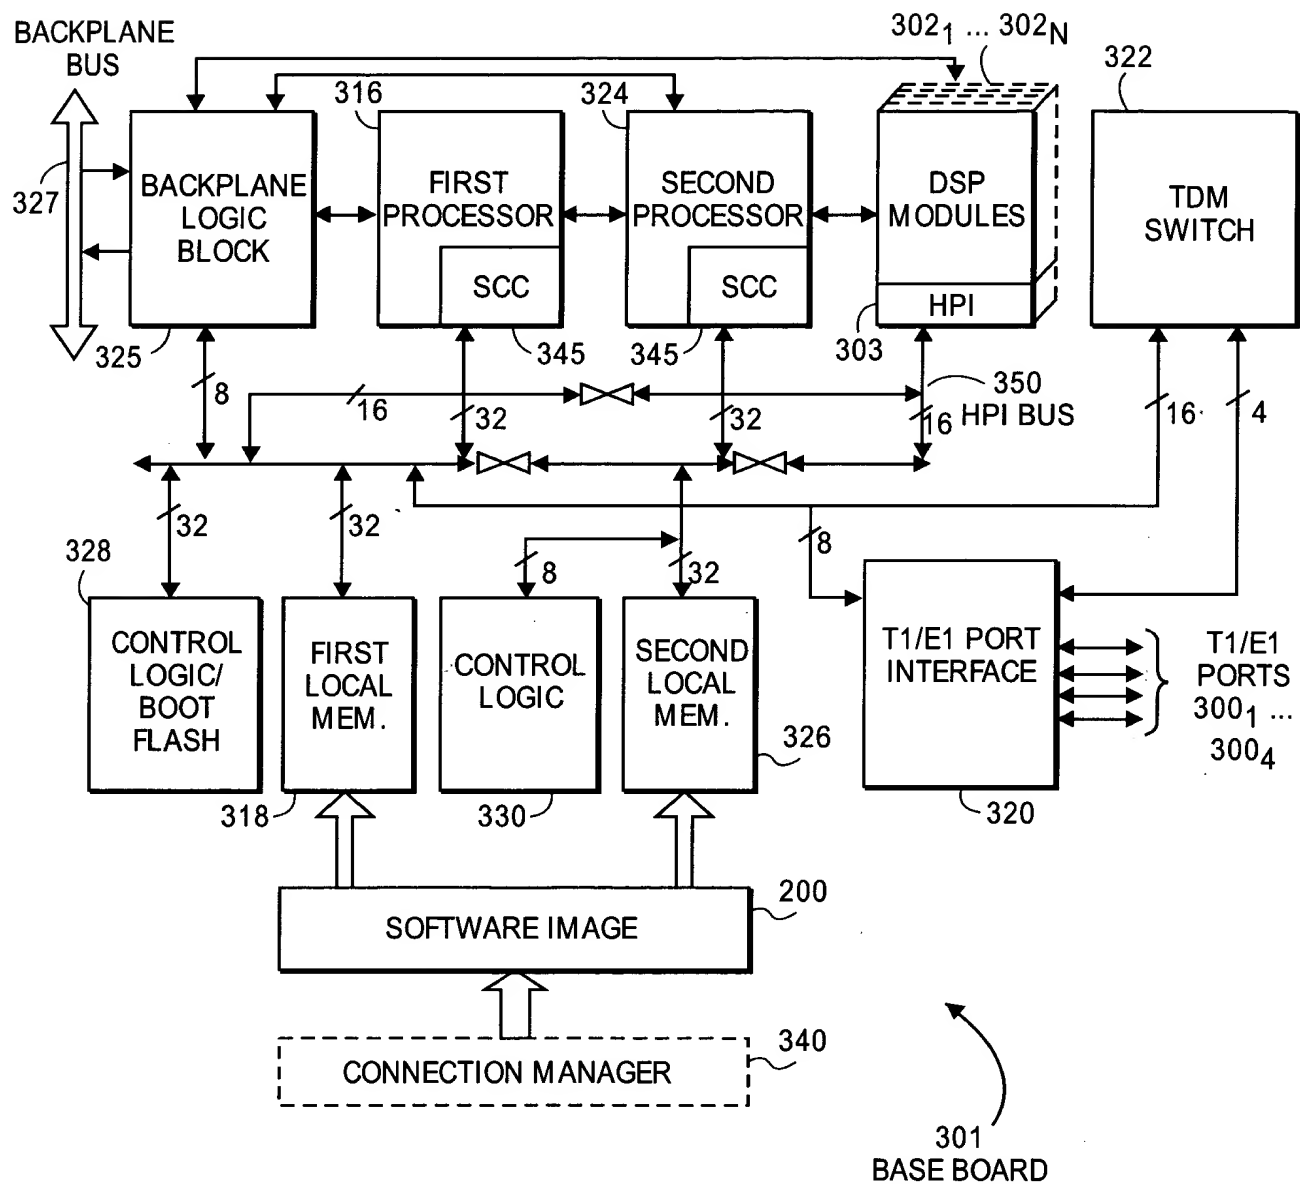 BACKPLANE
BUS
327
302₁ ... 302N
316
324
322
BACKPLANE
LOGIC
BLOCK
325
FIRST
PROCESSOR
SCC
345
SECOND
PROCESSOR
SCC
345
DSP
MODULES
HPI
303
TDM
SWITCH
8
16
32
32
350
16 HPI BUS
16
4
32
32
8
32
8
328
CONTROL
LOGIC/
BOOT
FLASH
FIRST
LOCAL
MEM.
318
CONTROL
LOGIC
330
SECOND
LOCAL
MEM.
326
T1/E1 PORT
INTERFACE
320
T1/E1
PORTS
300₁ ...
300₄
SOFTWARE IMAGE
200
CONNECTION MANAGER
340
301
BASE BOARD